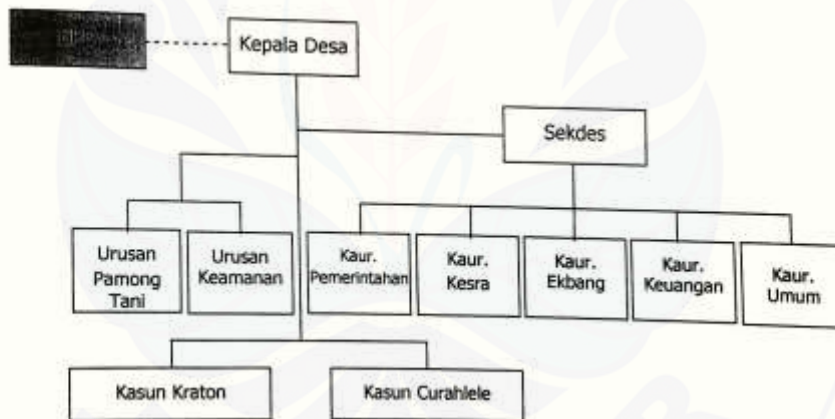 Kepala Desa
Sekdes
Urusan
Pamong
Tani
Urusan
Keamanan
Kaur.
Pemerintahan
Kaur.
Kesra
Kaur.
Ekbang
Kaur.
Keuangan
Kaur.
Umum
Kasun Kraton
Kasun Curahlele